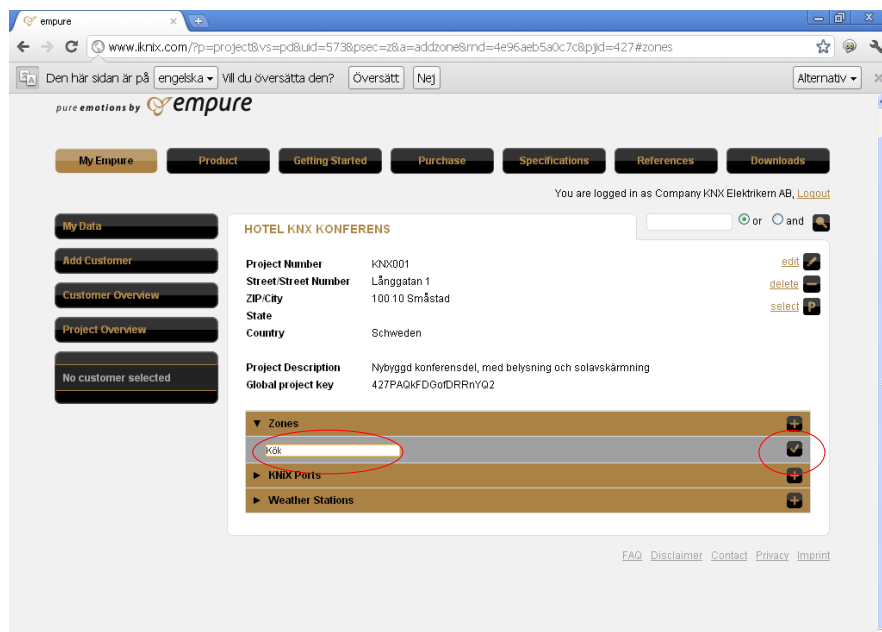 empure
www.iknix.com/?p=project&vs=pd&uid=573&psec=z&a=addzone&rnd=4e96aeb5a0c7c&pjid=427#zones
Den här sidan är på engelska Vill du översätta den? Översätt Nej Alternativ
pure emotions by empure
My Empure Product Getting Started Purchase Specifications References Downloads
You are logged in as Company KNX Elektrikern AB, Logout
My Data
Add Customer
Customer Overview
Project Overview
No customer selected
HOTEL KNX KONFERENS
or and
Project Number KNX001
edit
Street/Street Number Långgatan 1
delete
ZIP/City 100 10 Småstad
select P
State
Country Schweden
Project Description Nybyggd konferensdel, med belysning och solavskärmning
Global project key 427PAQkFDGofDRRnYQ2
Zones
Kök
KNiX Ports
Weather Stations
FAQ Disclaimer Contact Privacy Imprint